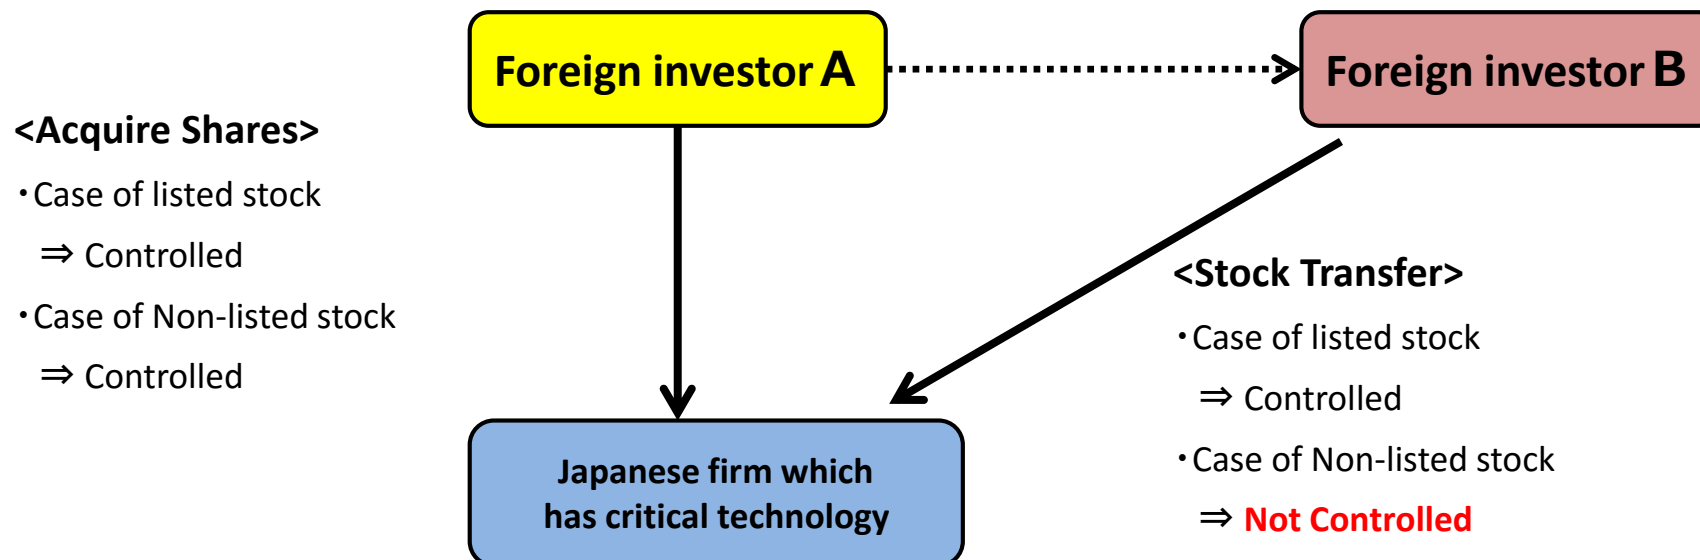 Foreign investor A
Foreign investor B
<Acquire Shares>
・Case of listed stock
⇒ Controlled
・Case of Non-listed stock
⇒ Controlled
<Stock Transfer>
・Case of listed stock
⇒ Controlled
・Case of Non-listed stock
⇒ Not Controlled
Japanese firm which
has critical technology